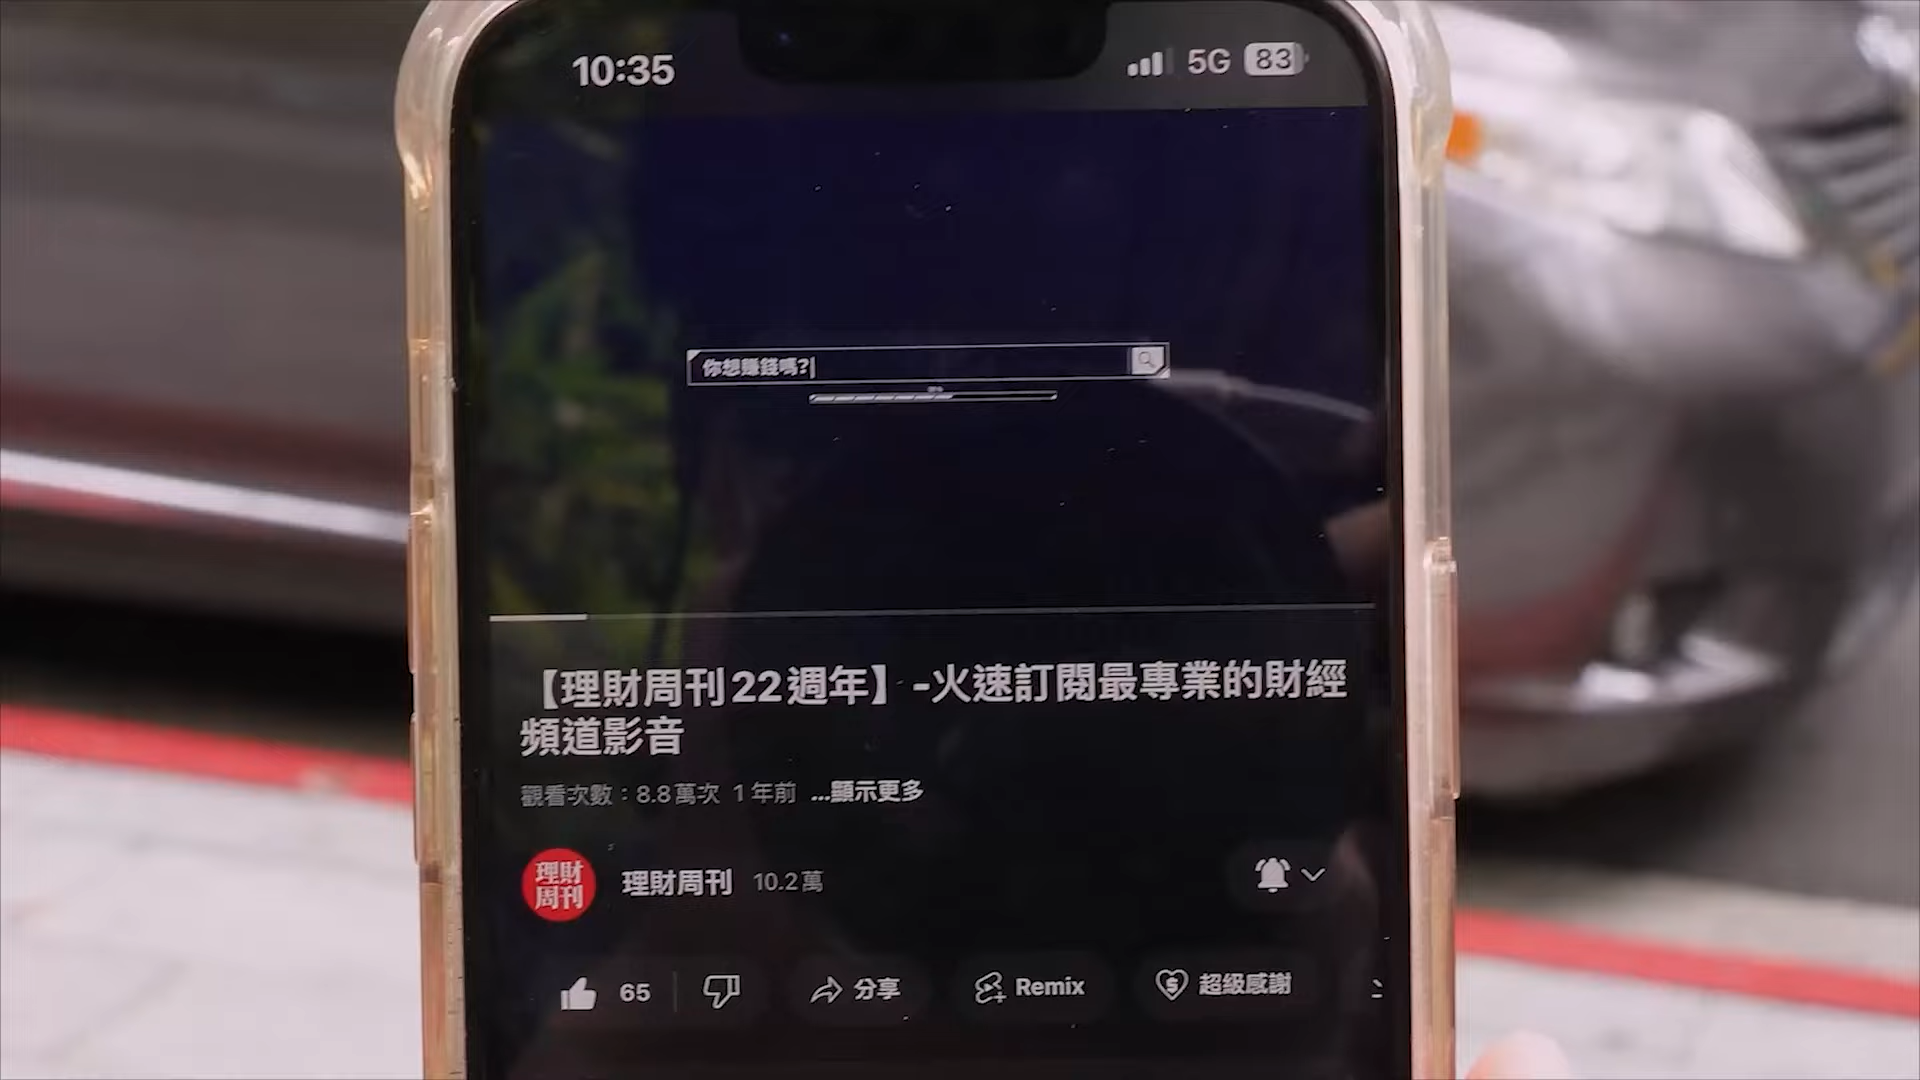 10:35
5G
83
你想賺錢嗎?
【理財周刊22週年】-火速訂閱最專業的財經
頻道影音
觀看次數：8.8萬次 1年前 ...顯示更多
理財
周刊
理財周刊 10.2萬
65
分享
Remix
超級感謝